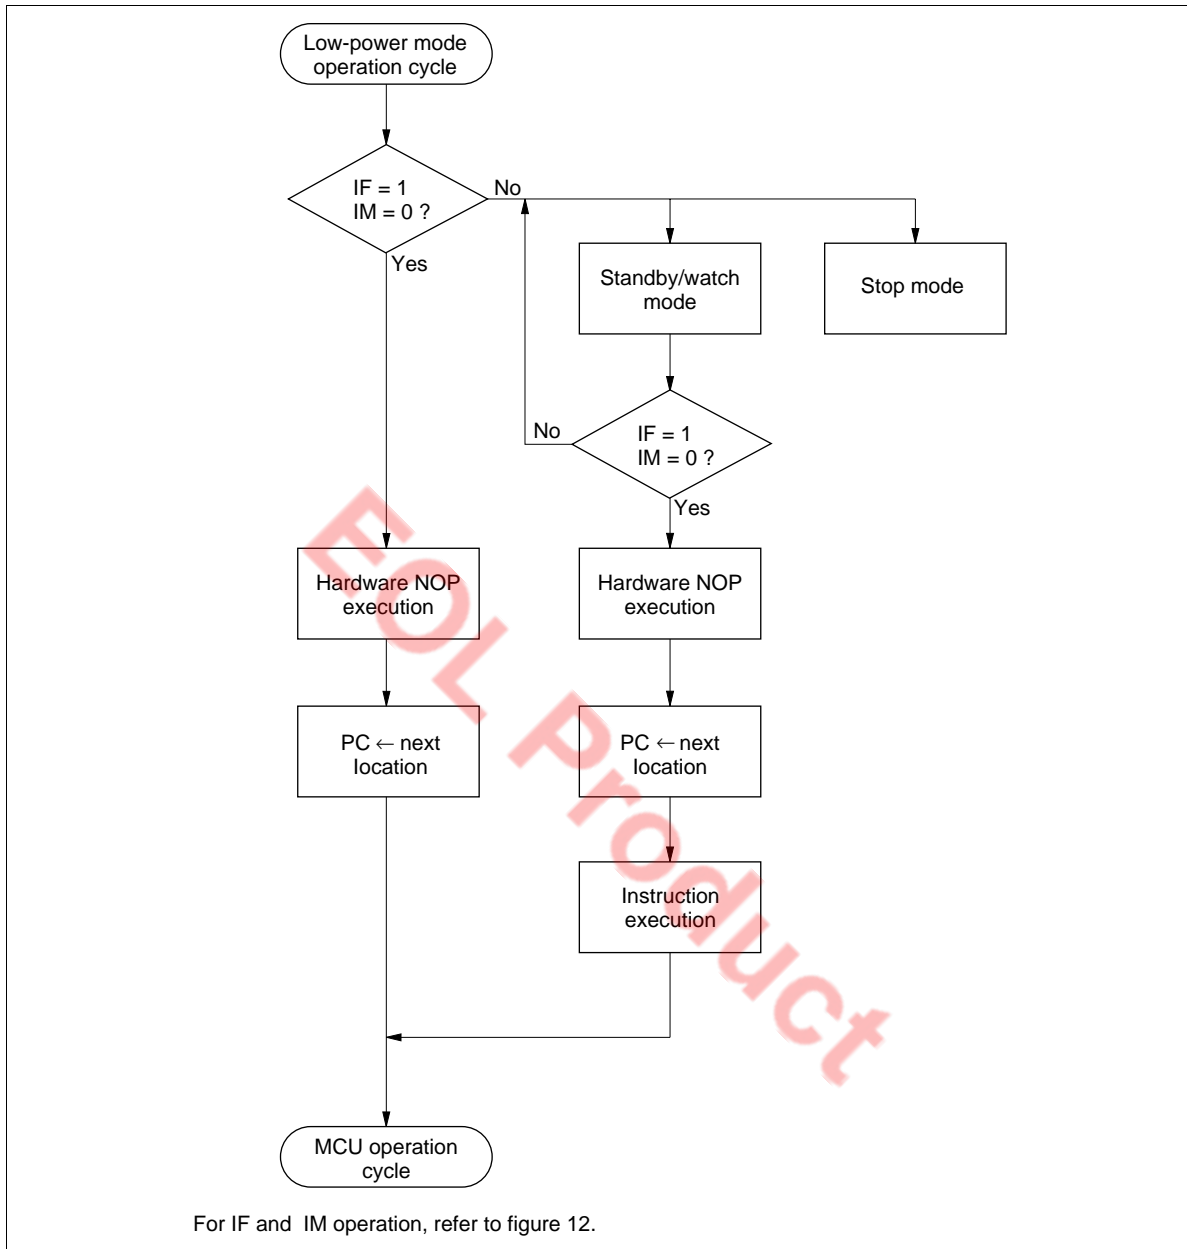 Low-power mode
operation cycle
IF = 1
IM = 0 ?
No
Yes
Standby/watch
mode
Stop mode
No
IF = 1
IM = 0 ?
Yes
Hardware NOP
execution
Hardware NOP
execution
PC ← next
location
PC ← next
location
Instruction
execution
MCU operation
cycle
For IF and IM operation, refer to figure 12.
EOL Product